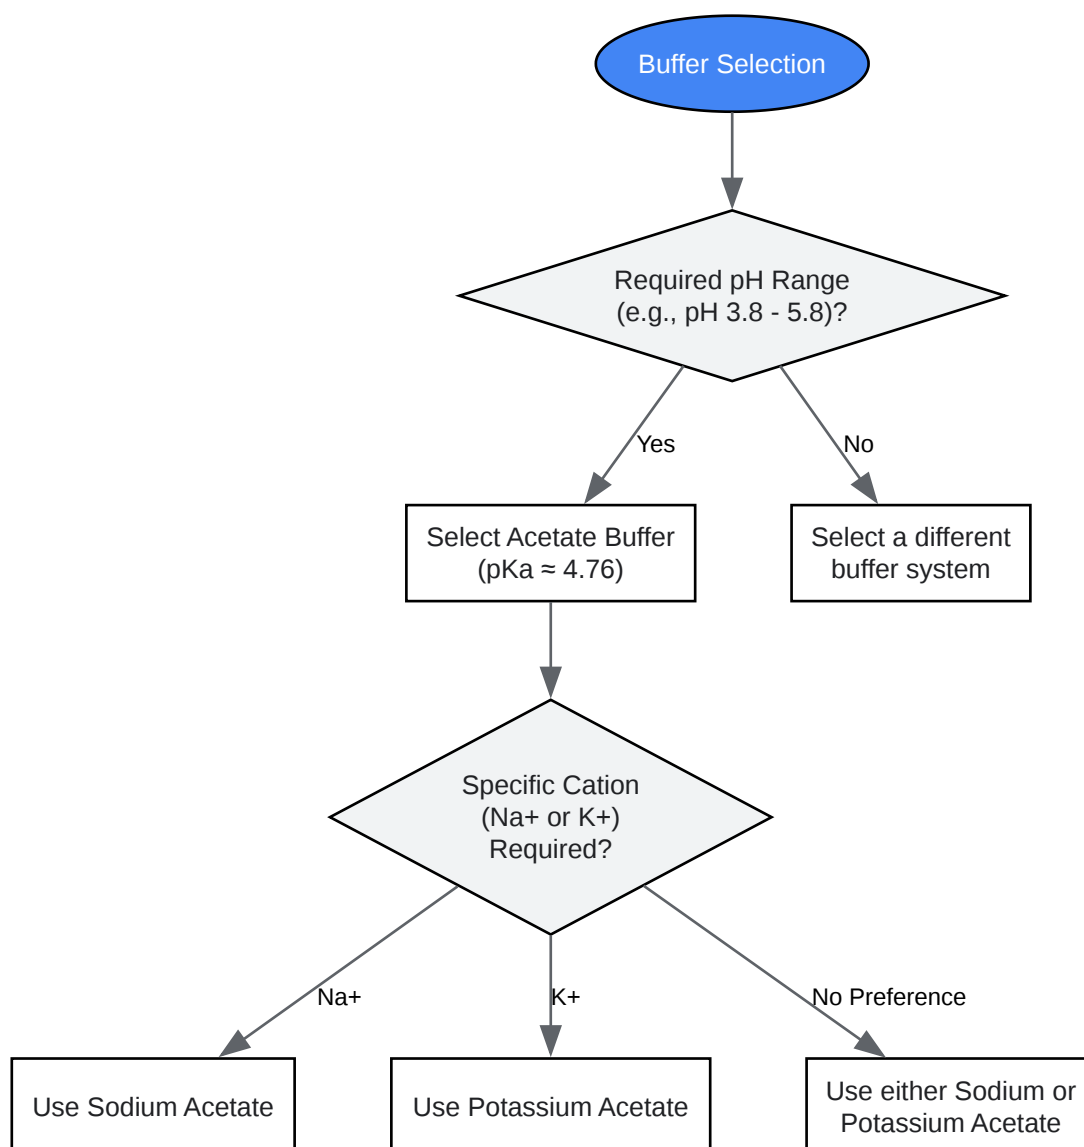 Buffer Selection
Required pH Range
(e.g., pH 3.8 - 5.8)?
Yes
No
Select Acetate Buffer
(pKa ≈ 4.76)
Select a different
buffer system
Specific Cation
(Na+ or K+)
Required?
Na+
K+
No Preference
Use Sodium Acetate
Use Potassium Acetate
Use either Sodium or
Potassium Acetate